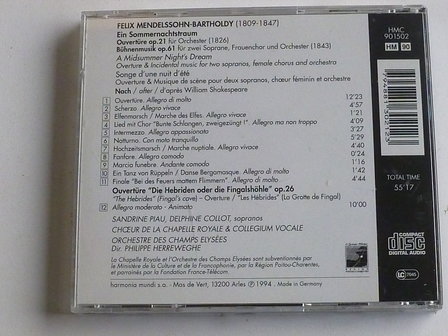 FELIX MENDELSSOHN-BARTHOLDY (1809-1847)
Ein Sommernachtstraum
Ouvertüre op.21 für Orchester (1826)
Bühnenmusik op.61 für zwei Soprane, Frauenchor und Orchester (1843)
A Midsummer Night's Dream
Overture & Incidental music for two sopranos, female chorus and orchestra
Songe d'une nuit d'été
Ouverture & Musique de scène pour deux sopranos, chœur féminin et orchestre
Nach / after / d'après William Shakespeare
1 Ouvertüre. Allegro di molto 12'23
2 Scherzo. Allegro vivace 4'57
3 Elfenmarsch / Marche des Elfes. Allegro vivace 1'21
4 Lied mit Chor "Bunte Schlangen, zweigezüngt !". Allegro ma non troppo 4'09
5 Intermezzo. Allegro appassionato 3'27
6 Notturno. Con moto tranquillo 5'29
7 Hochzeitsmarsch / Marche nuptiale. Allegro vivace 4'40
8 Fanfare. Allegro comodo 0'24
9 Marcia funebre. Andante comodo 1'16
10 Ein Tanz von Rüpeln / Danse Bergamasque. Allegro di molto 1'42
11 Finale "Bei des Feuers mattem Flimmern". Allegro di molto 4'44
Ouvertüre "Die Hebriden oder die Fingalshöhle" op.26
"The Hebrides" (Fingal's cave) – Overture / "Les Hébrides" (La Grotte de Fingal)
12 Allegro moderato - Animato 10'00
SANDRINE PIAU, DELPHINE COLLOT, sopranos
CHŒUR DE LA CHAPELLE ROYALE & COLLEGIUM VOCALE
ORCHESTRE DES CHAMPS ELYSÉES
Dir. PHILIPPE HERREWEGHE
La Chapelle Royale et l'Orchestre des Champs Elysées sont subventionnés par
le Ministère de la Culture et de la Francophonie, par la Région Poitou-Charentes,
et parrainés par la Fondation France-Télécom.
harmonia mundi s.a. - Mas de Vert, 13200 Arles ℗ 1994 - Made in Germany
HMC
901502
HM 90
TOTAL TIME
55'17
COMPACT
disc
DIGITAL AUDIO
LC 7045